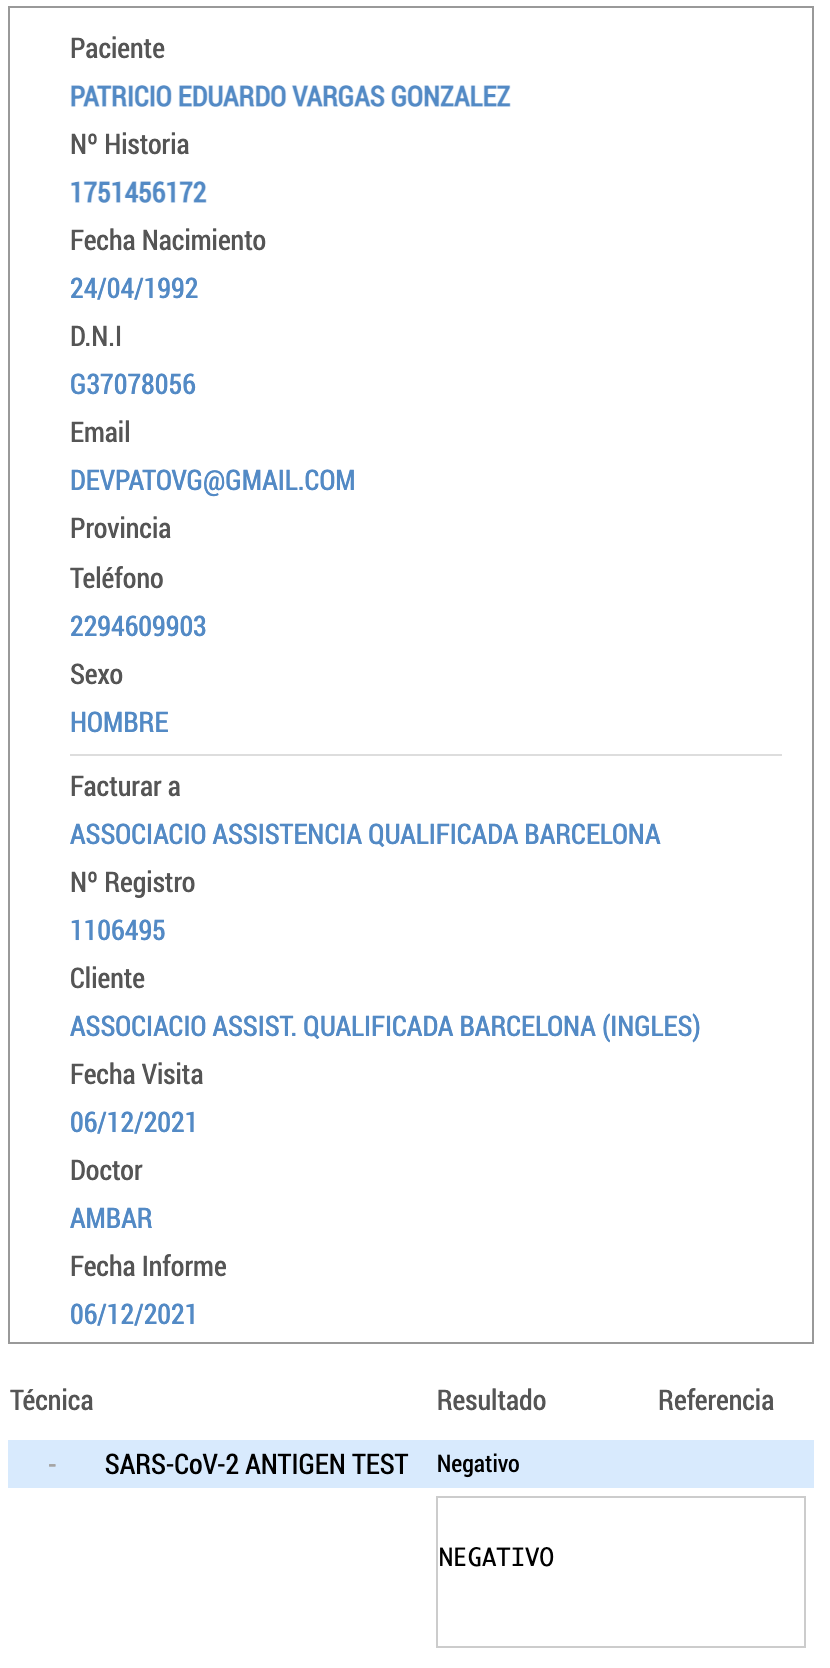 Paciente
PATRICIO EDUARDO VARGAS GONZALEZ
Nº Historia
1751456172
Fecha Nacimiento
24/04/1992
D.N.I
G37078056
Email
DEVPATOVG@GMAIL.COM
Provincia
Teléfono
2294609903
Sexo
HOMBRE
Facturar a
ASSOCIACIO ASSISTENCIA QUALIFICADA BARCELONA
Nº Registro
1106495
Cliente
ASSOCIACIO ASSIST. QUALIFICADA BARCELONA (INGLES)
Fecha Visita
06/12/2021
Doctor
AMBAR
Fecha Informe
06/12/2021
Técnica Resultado Referencia
- SARS-CoV-2 ANTIGEN TEST Negativo
NEGATIVO